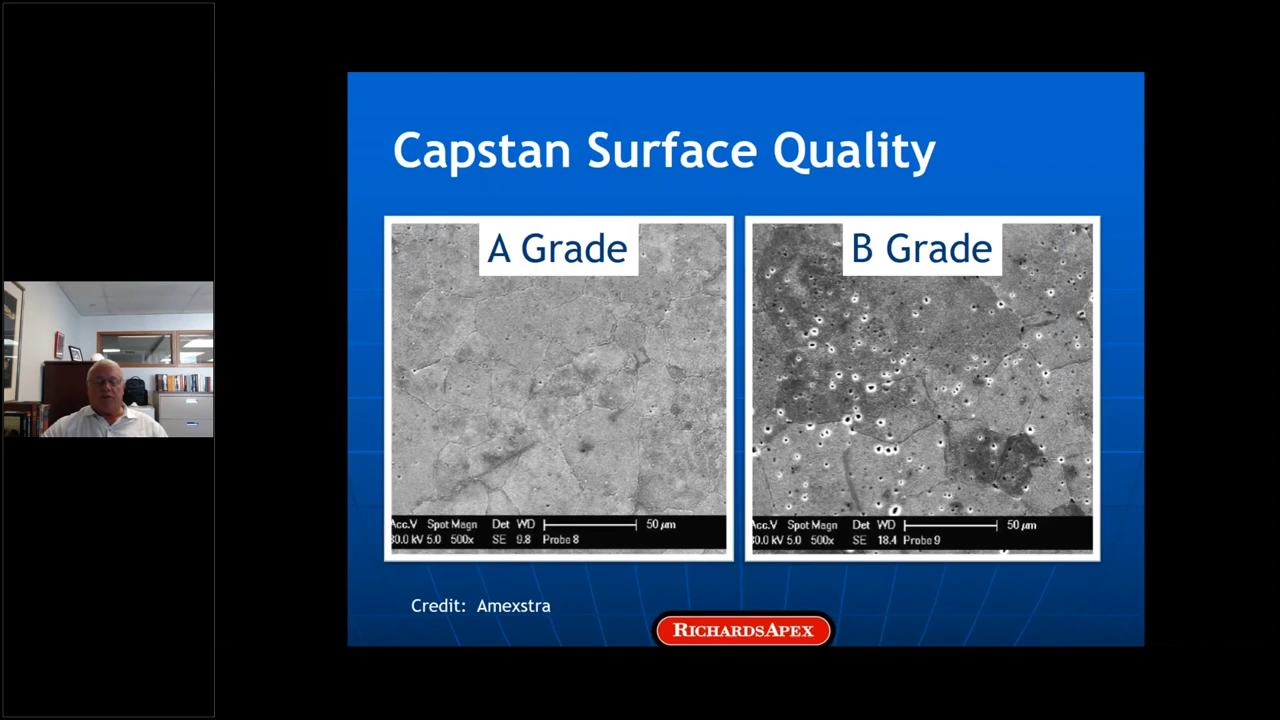 Capstan Surface Quality
A Grade
Acc.V Spot Magn Det WD 50 µm
30.0 kV 5.0 500x SE 9.8 Probe 8
B Grade
Acc.V Spot Magn Det WD 50 µm
30.0 kV 5.0 500x SE 18.4 Probe 9
Credit: Amexstra
RICHARDSAPEX